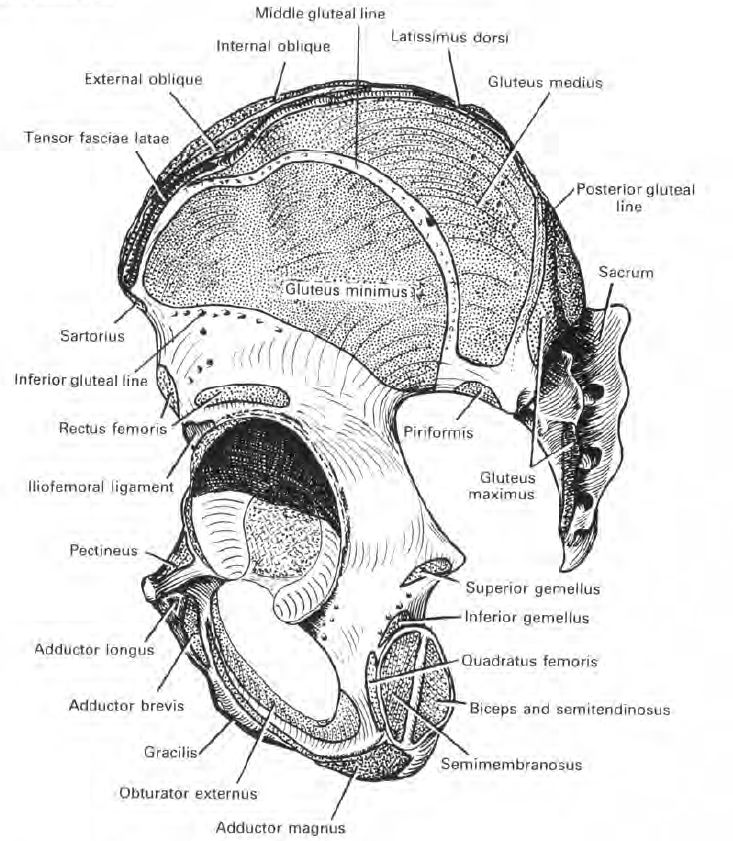 Middle gluteal line
Internal oblique
Latissimus dorsi
External oblique
Gluteus medius
Tensor fasciae latae
Posterior gluteal
line
Sacrum
Gluteus minimus
Sartorius
Inferior gluteal line
Rectus femoris
Piriformis
Iliofemoral ligament
Gluteus
maximus
Pectineus
Superior gemellus
Inferior gemellus
Adductor longus
Quadratus femoris
Adductor brevis
Biceps and semitendinosus
Gracilis
Semimembranosus
Obturator externus
Adductor magnus